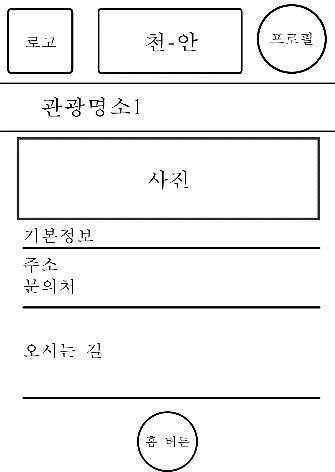 로고
천-안
프로필
관광명소1
사진
기본정보
주소
문의처
오시는 길
홈 버튼